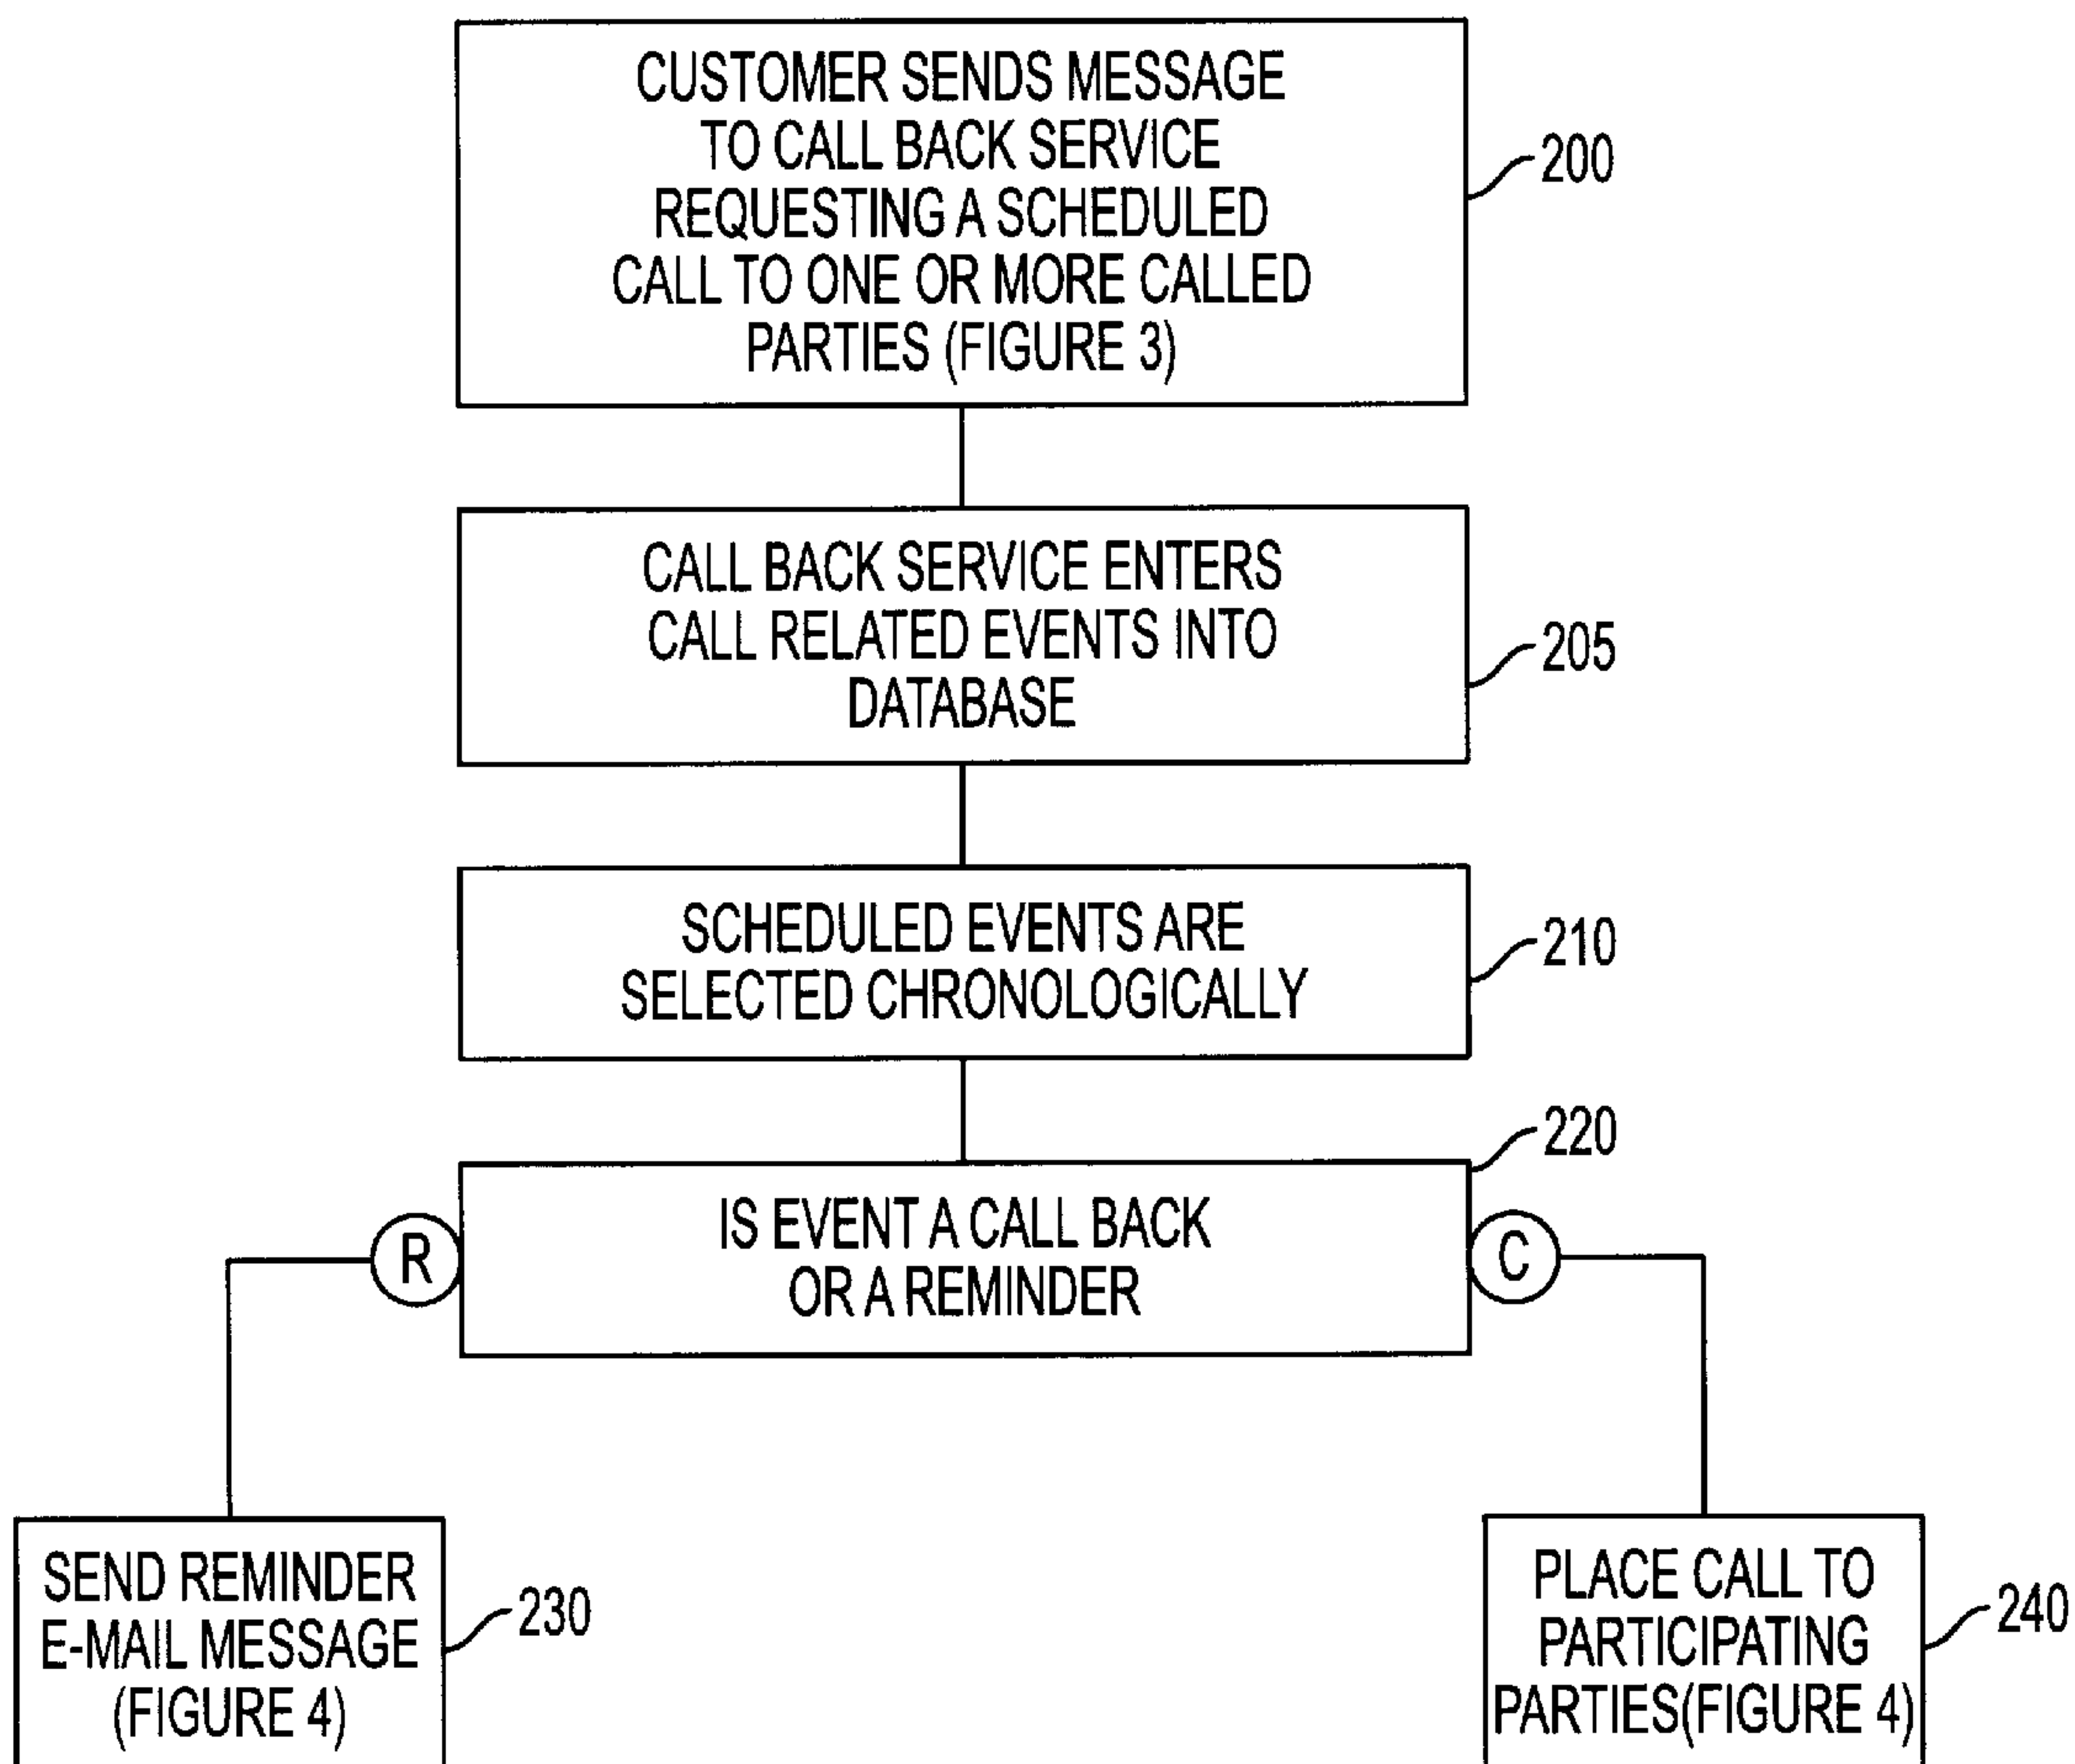 CUSTOMER SENDS MESSAGE
TO CALL BACK SERVICE
REQUESTING A SCHEDULED
CALL TO ONE OR MORE CALLED
PARTIES (FIGURE 3)
200
CALL BACK SERVICE ENTERS
CALL RELATED EVENTS INTO
DATABASE
205
SCHEDULED EVENTS ARE
SELECTED CHRONOLOGICALLY
210
220
R
IS EVENT A CALL BACK
OR A REMINDER
C
SEND REMINDER
E-MAIL MESSAGE
(FIGURE 4)
230
PLACE CALL TO
PARTICIPATING
PARTIES(FIGURE 4)
240